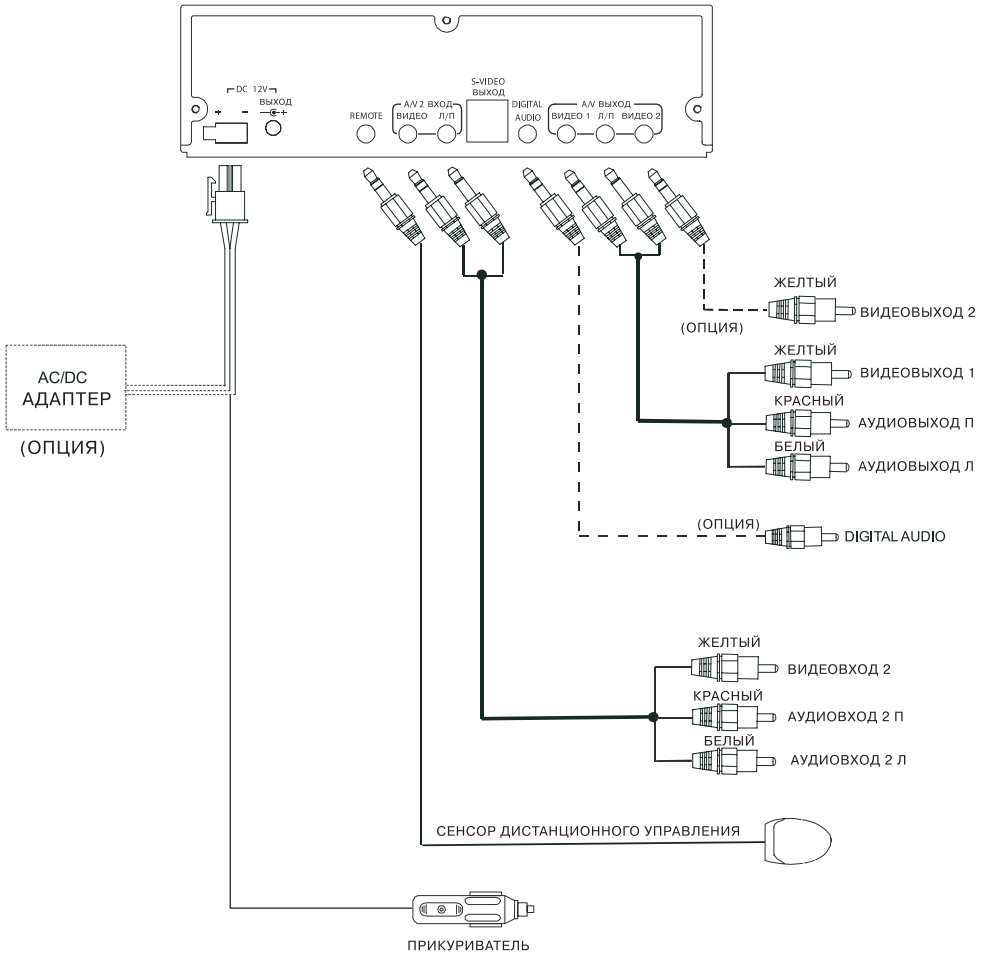 S-VIDEO
ВЫХОД
DC 12V
ВЫХОД
+ -
- +
REMOTE
A/V 2 ВХОД
ВИДЕО Л/П
DIGITAL
AUDIO
A/V ВЫХОД
ВИДЕО 1 Л/П ВИДЕО 2
ЖЕЛТЫЙ
ВИДЕОВЫХОД 2
(ОПЦИЯ)
ЖЕЛТЫЙ
ВИДЕОВЫХОД 1
AC/DC
АДАПТЕР
(ОПЦИЯ)
КРАСНЫЙ
АУДИОВЫХОД П
БЕЛЫЙ
АУДИОВЫХОД Л
(ОПЦИЯ)
DIGITAL AUDIO
ЖЕЛТЫЙ
ВИДЕОВХОД 2
КРАСНЫЙ
АУДИОВХОД 2 П
БЕЛЫЙ
АУДИОВХОД 2 Л
СЕНСОР ДИСТАНЦИОННОГО УПРАВЛЕНИЯ
ПРИКУРИВАТЕЛЬ